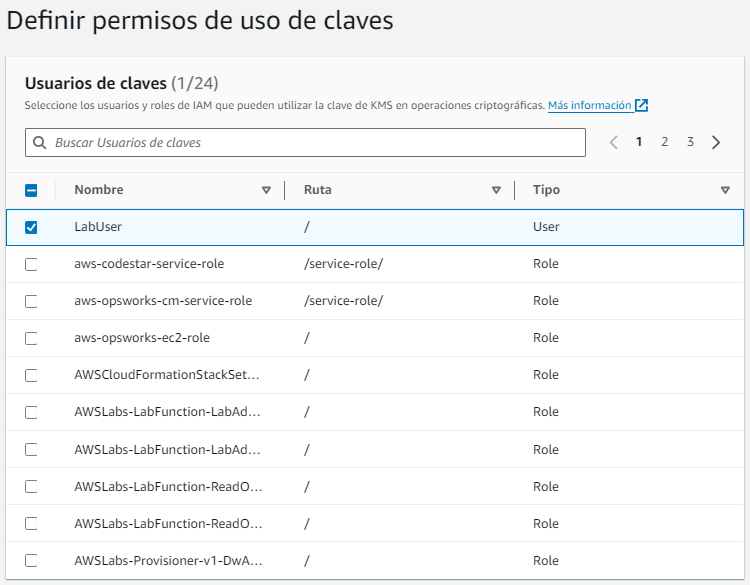 Definir permisos de uso de claves
Usuarios de claves (1/24)
Seleccione los usuarios y roles de IAM que pueden utilizar la clave de KMS en operaciones criptográficas. Más información
Buscar Usuarios de claves
1 2 3
Nombre Ruta Tipo
LabUser / User
aws-codestar-service-role /service-role/ Role
aws-opsworks-cm-service-role /service-role/ Role
aws-opsworks-ec2-role / Role
AWSCloudFormationStackSet... / Role
AWSLabs-LabFunction-LabAd... / Role
AWSLabs-LabFunction-LabAd... / Role
AWSLabs-LabFunction-ReadO... / Role
AWSLabs-LabFunction-ReadO... / Role
AWSLabs-Provisioner-v1-DwA... / Role